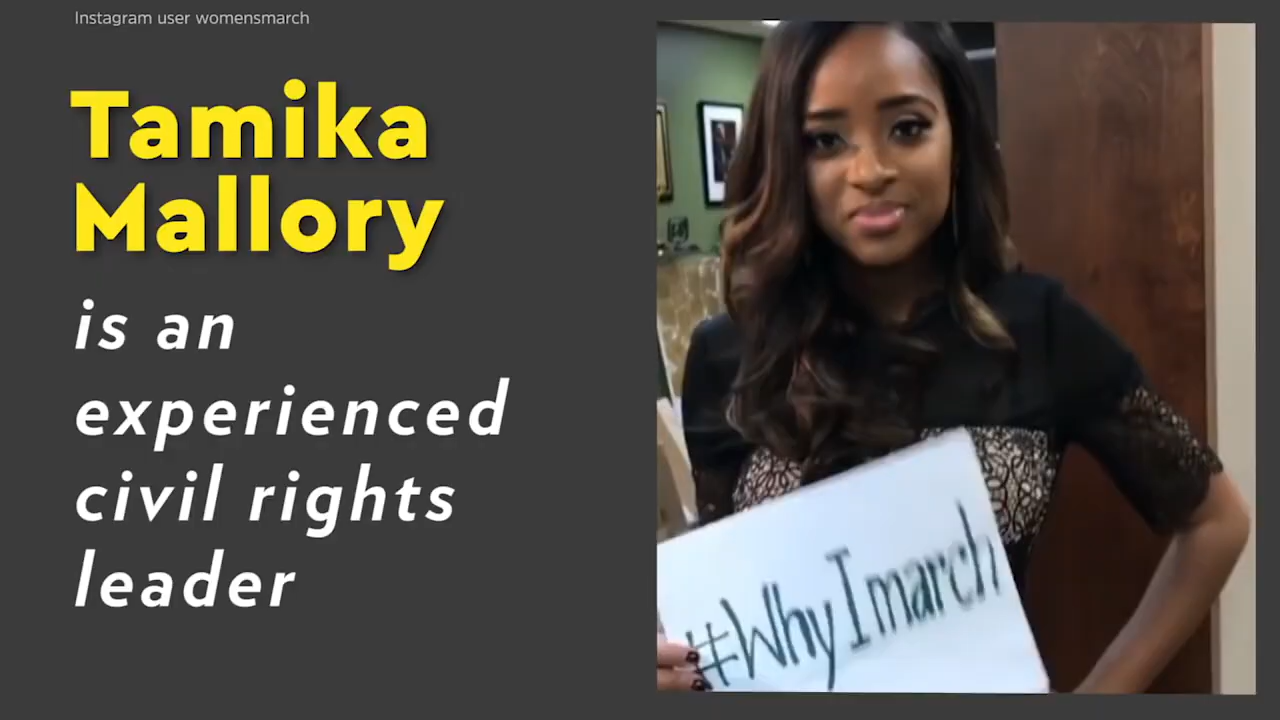 Instagram user womensmarch
Tamika
Mallory
is an
experienced
civil rights
leader
#WhyImarch